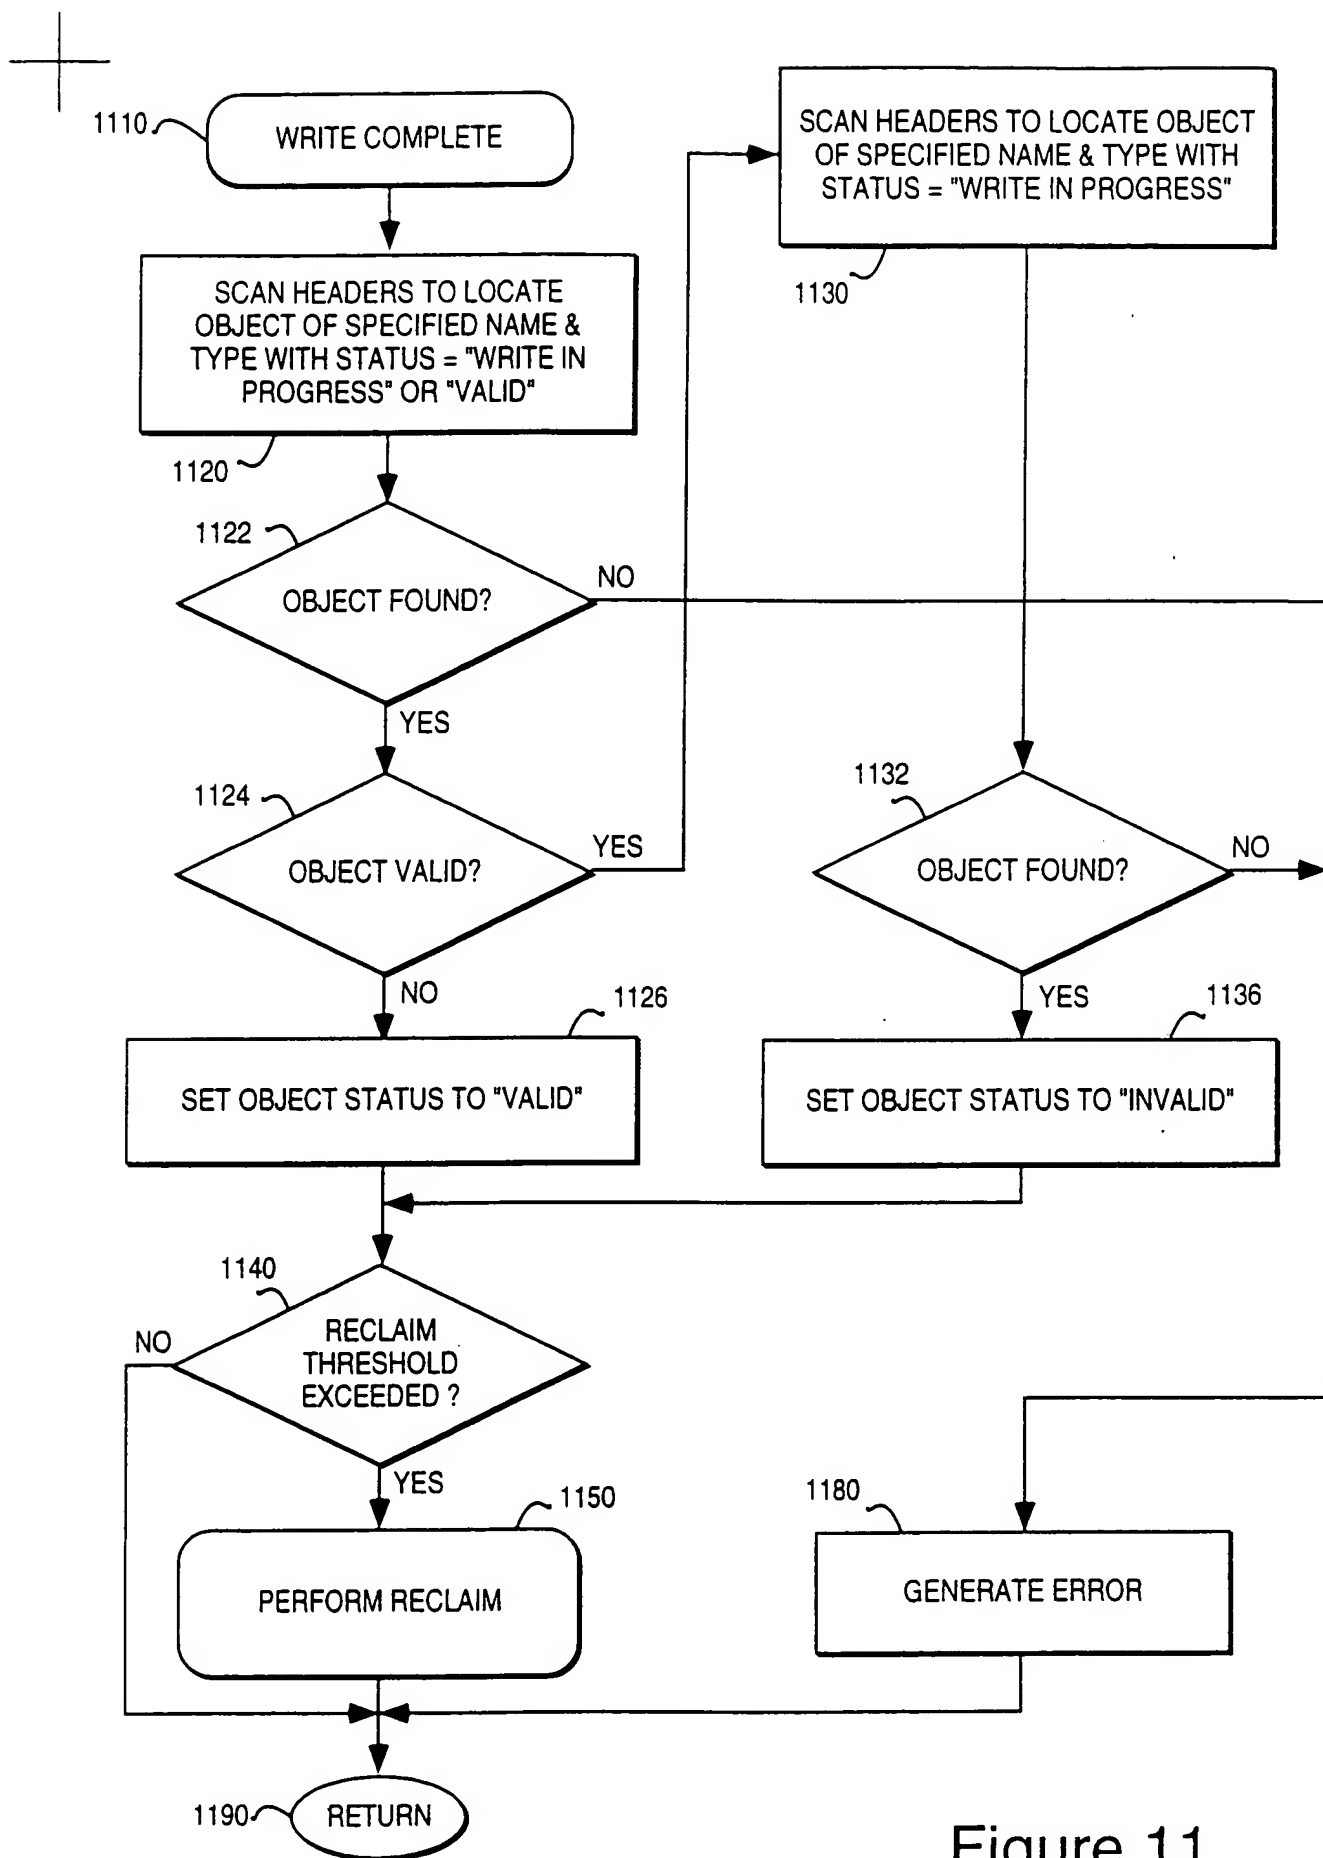 1110
WRITE COMPLETE
SCAN HEADERS TO LOCATE
OBJECT OF SPECIFIED NAME &
TYPE WITH STATUS = "WRITE IN
PROGRESS" OR "VALID"
1120
1122
OBJECT FOUND?
NO
YES
1124
OBJECT VALID?
YES
NO
1126
SET OBJECT STATUS TO "VALID"
SCAN HEADERS TO LOCATE OBJECT
OF SPECIFIED NAME & TYPE WITH
STATUS = "WRITE IN PROGRESS"
1130
1132
OBJECT FOUND?
NO
YES
1136
SET OBJECT STATUS TO "INVALID"
1140
RECLAIM
THRESHOLD
EXCEEDED ?
NO
YES
1150
PERFORM RECLAIM
1180
GENERATE ERROR
1190
RETURN
Figure 11